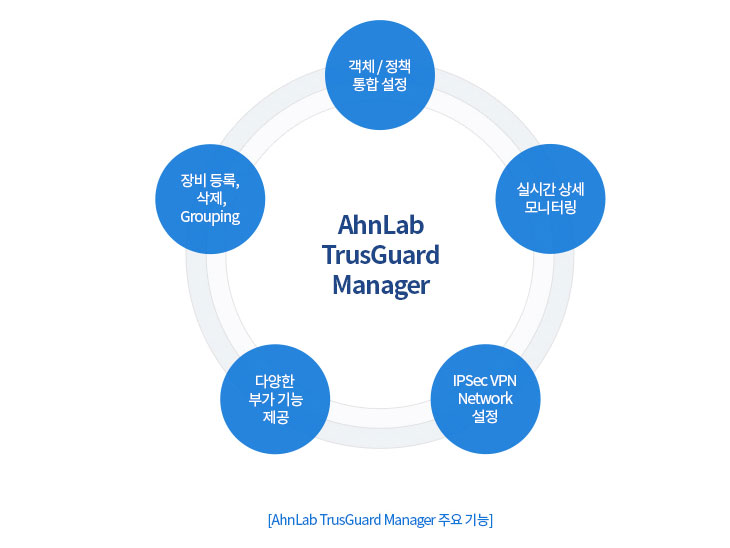 객체 / 정책
통합 설정
실시간 상세
모니터링
IPSec VPN
Network
설정
다양한
부가 기능
제공
장비 등록,
삭제,
Grouping
AhnLab
TrusGuard
Manager
[AhnLab TrusGuard Manager 주요 기능]